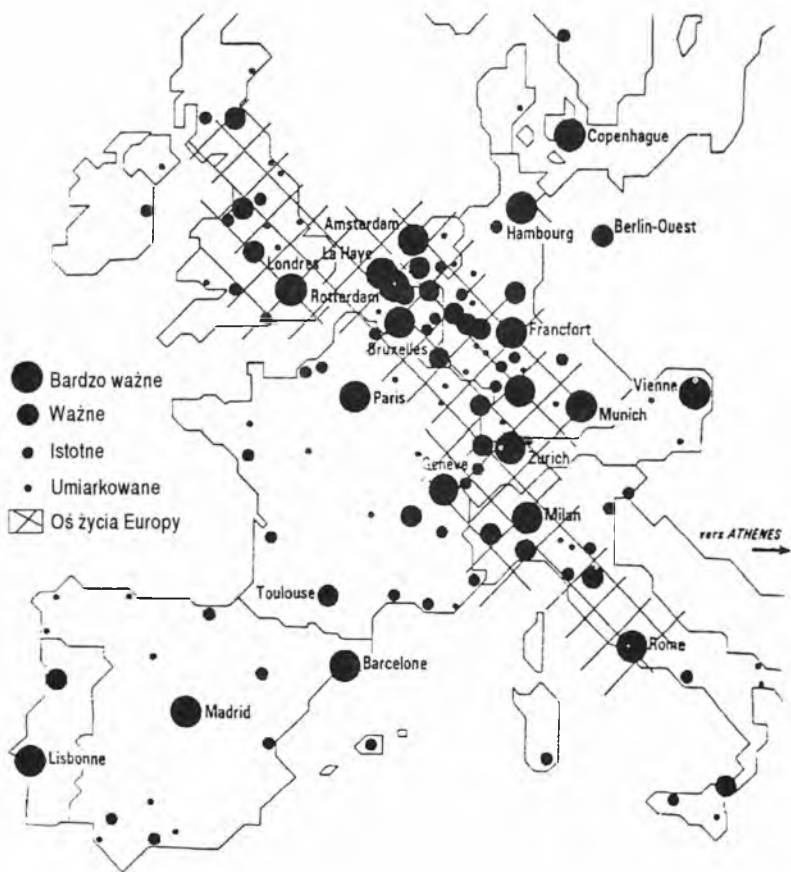 Copenhague
Hambourg
Berlin-Ouest
Amsterdam
La Haye
Londres
Rotterdam
Francfort
Bruxelles
Bardzo ważne
Ważne
Istotne
Umiarkowane
Oś życia Europy
Paris
Vienne
Munich
Zurich
Genève
Milan
vers ATHENES
Toulouse
Rome
Barcelone
Madrid
Lisbonne